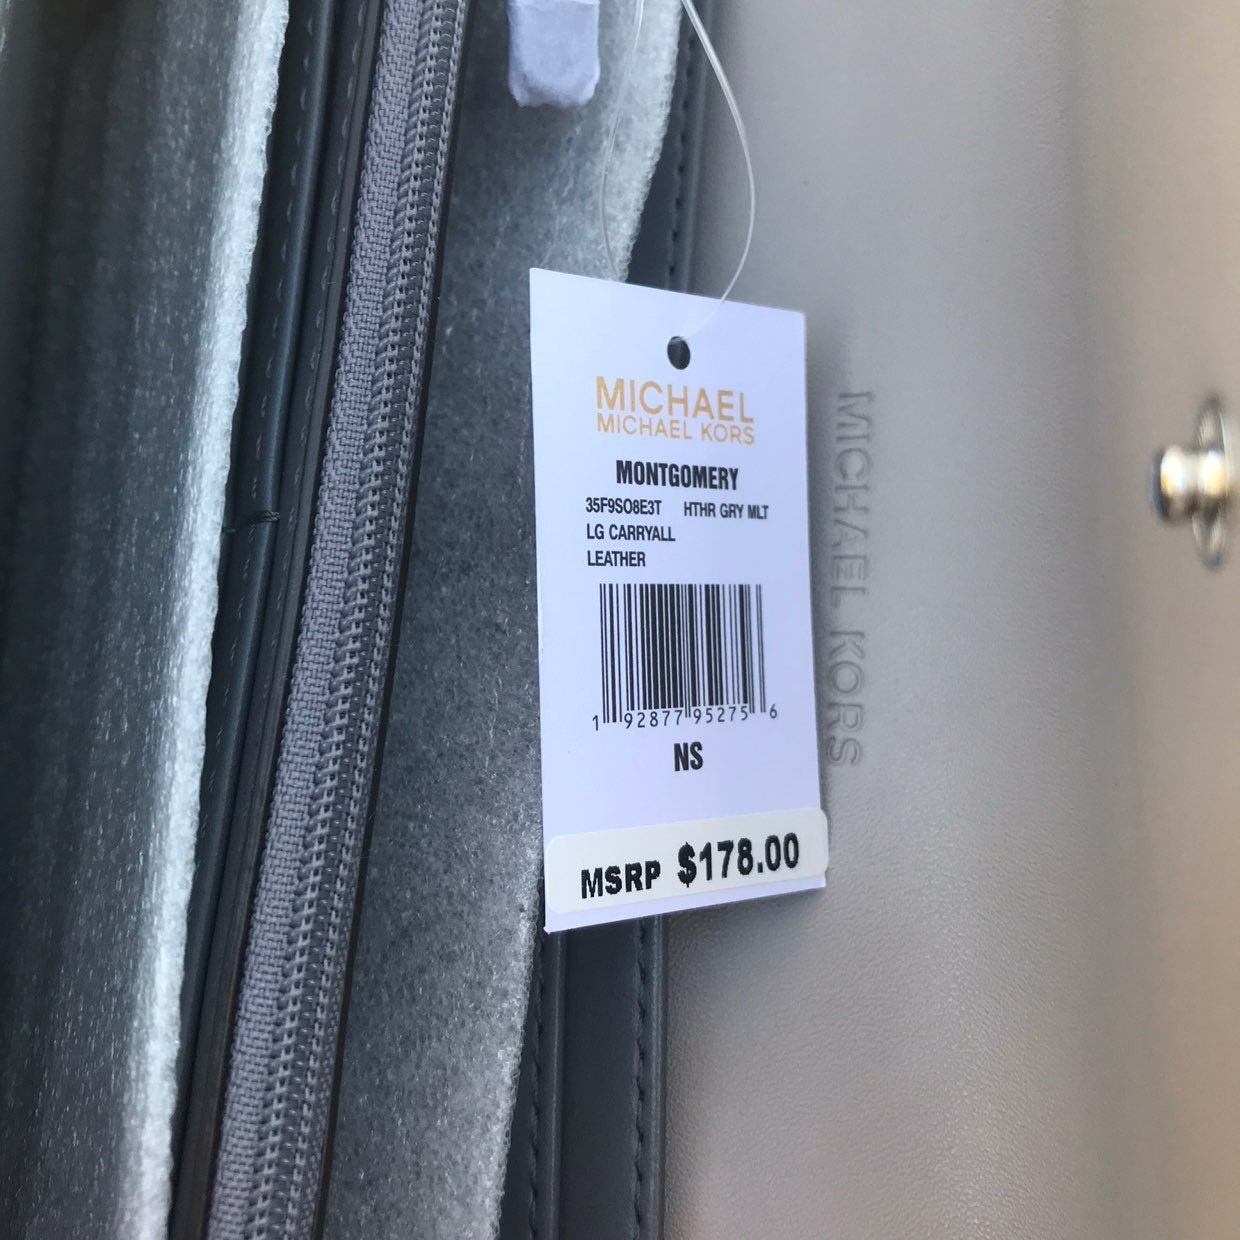 MICHAEL
MICHAEL KORS
MONTGOMERY
35F9SO8E3T HTHR GRY MLT
LG CARRYALL
LEATHER
1 92877 95275 6
NS
MSRP $178.00
MICHAEL KORS